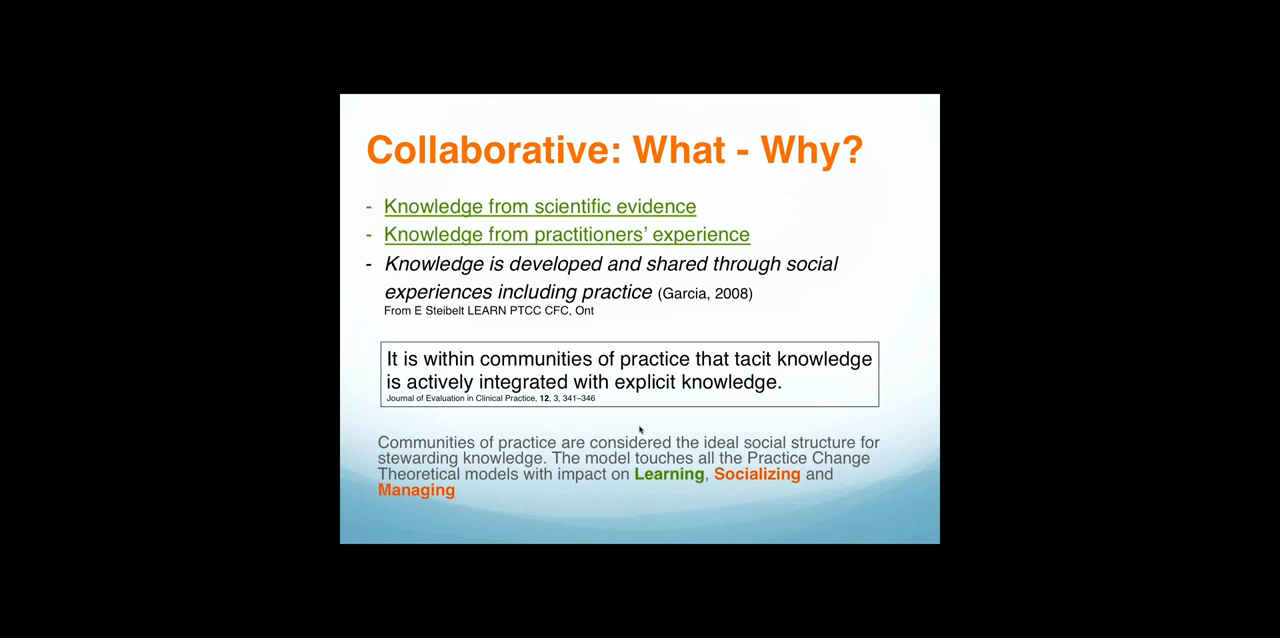 Collaborative: What - Why?
- Knowledge from scientific evidence
- Knowledge from practitioners’ experience
- Knowledge is developed and shared through social
experiences including practice (Garcia, 2008)
From E Steibelt LEARN PTCC CFC, Ont
It is within communities of practice that tacit knowledge
is actively integrated with explicit knowledge.
Journal of Evaluation in Clinical Practice, 12, 3, 341–346
Communities of practice are considered the ideal social structure for
stewarding knowledge. The model touches all the Practice Change
Theoretical models with impact on Learning, Socializing and
Managing